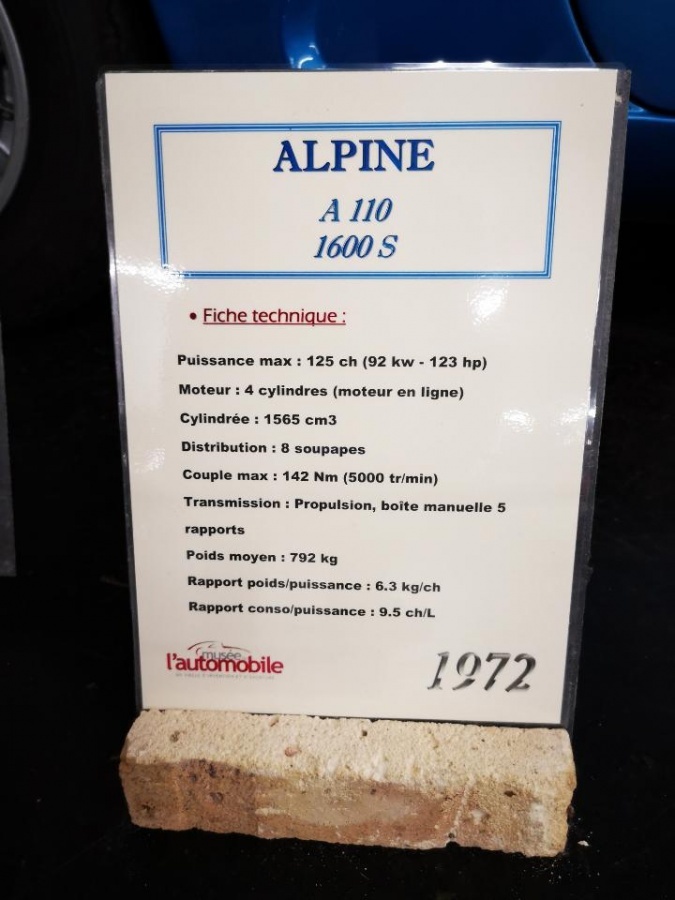 ALPINE
A 110
1600 S
• Fiche technique :
Puissance max : 125 ch (92 kw - 123 hp)
Moteur : 4 cylindres (moteur en ligne)
Cylindrée : 1565 cm3
Distribution : 8 soupapes
Couple max : 142 Nm (5000 tr/min)
Transmission : Propulsion, boîte manuelle 5
rapports
Poids moyen : 792 kg
Rapport poids/puissance : 6.3 kg/ch
Rapport conso/puissance : 9.5 ch/L
musée
l'automobile
1972